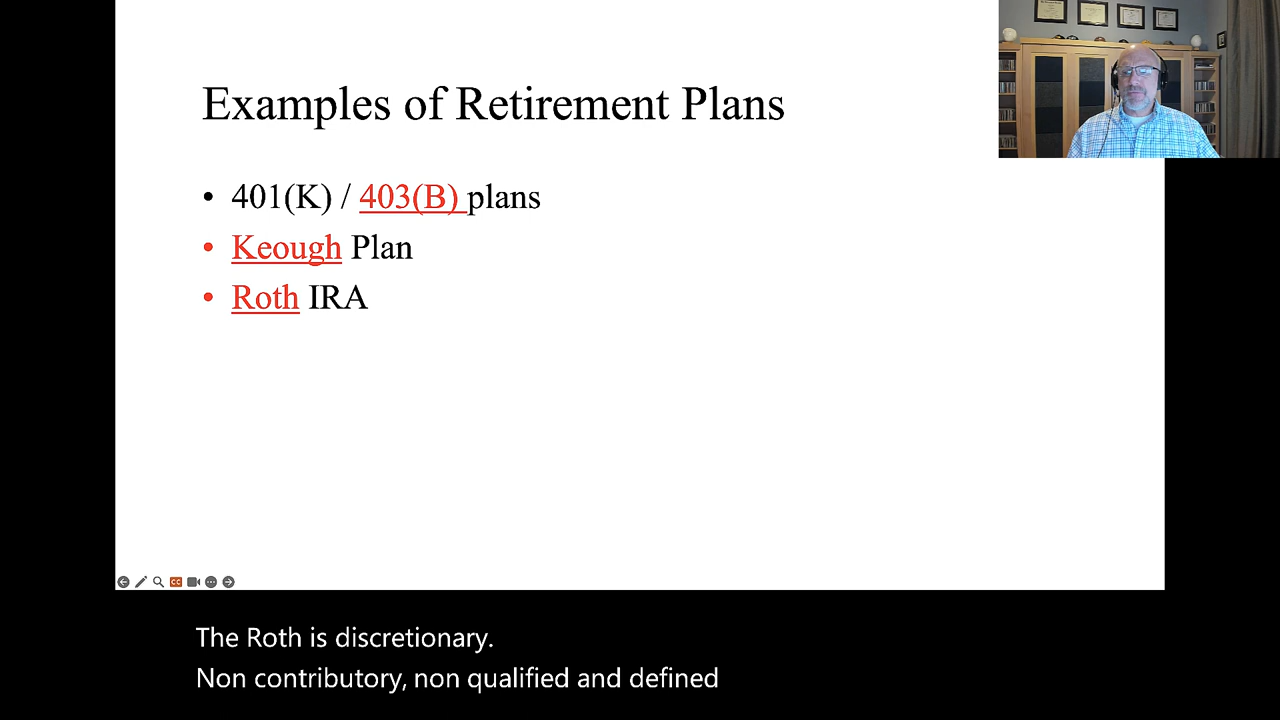 Examples of Retirement Plans
• 401(K) / 403(B) plans
• Keough Plan
• Roth IRA
CC
The Roth is discretionary.
Non contributory, non qualified and defined